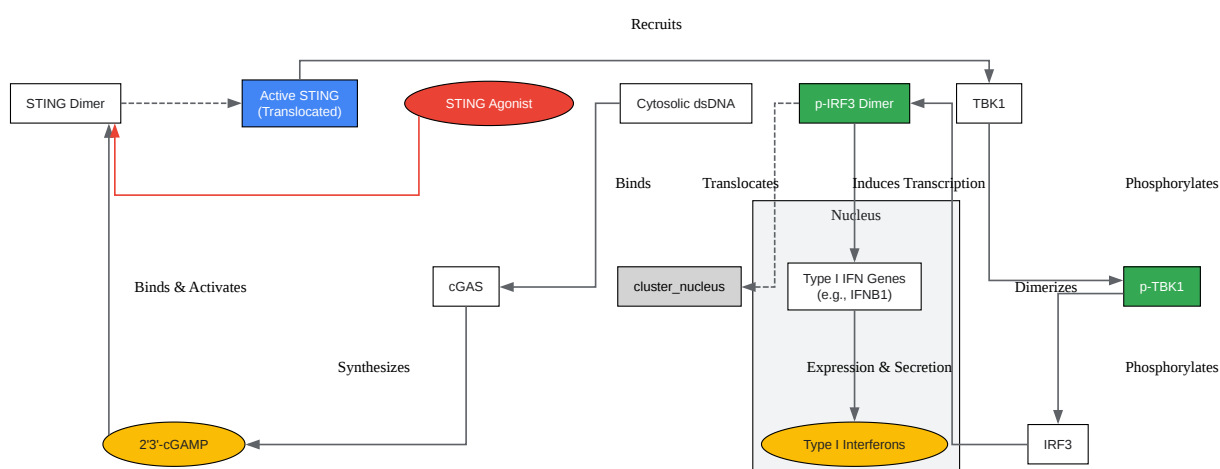 Recruits
STING Dimer
Active STING
(Translocated)
STING Agonist
Cytosolic dsDNA
p-IRF3 Dimer
TBK1
Binds
Translocates
Induces Transcription
Phosphorylates
Nucleus
Binds & Activates
cGAS
cluster_nucleus
Type I IFN Genes
(e.g., IFNB1)
Dimerizes
p-TBK1
Synthesizes
Expression & Secretion
Phosphorylates
2'3'-cGAMP
Type I Interferons
IRF3